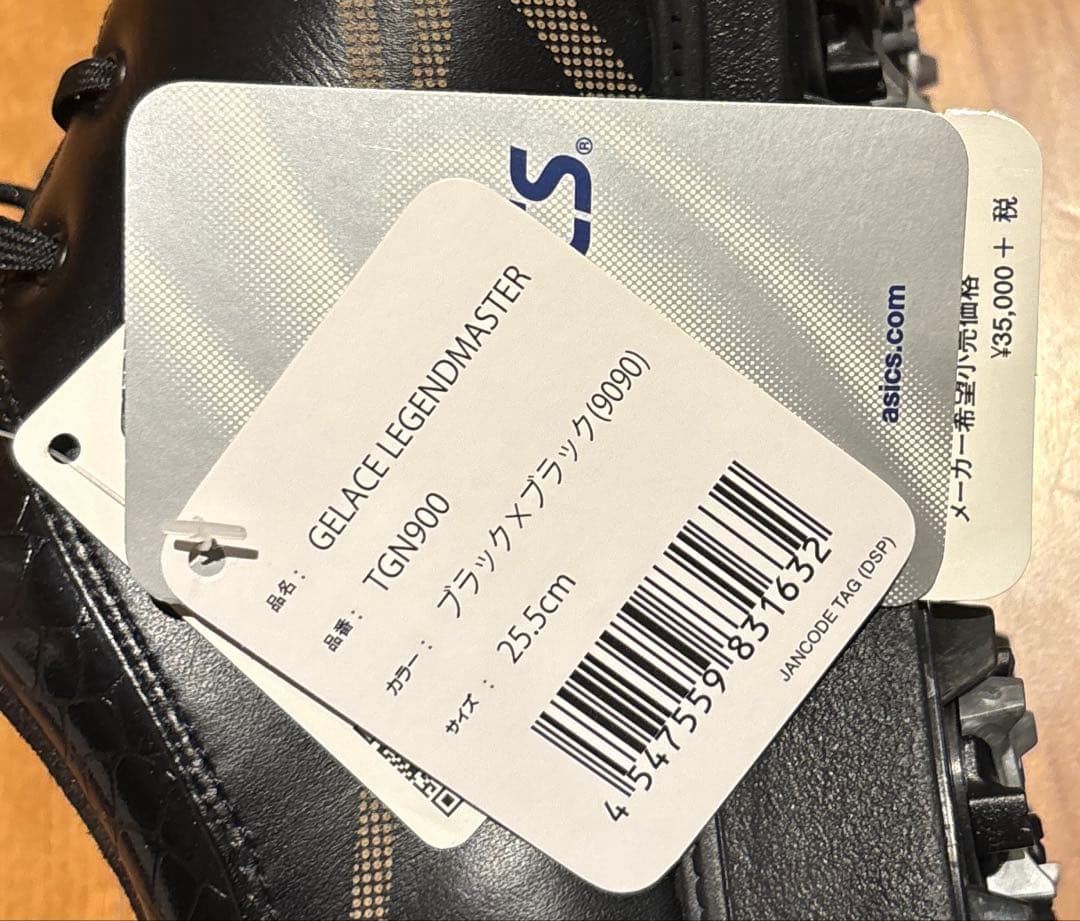 品名： GELACE LEGENDMASTER
品番： TGN900
カラー： ブラック×ブラック(9090)
サイズ： 25.5cm
4 547559 831632
JANCODE TAG (DSP)
asics.com
メーカー希望小売価格
¥35,000 + 税